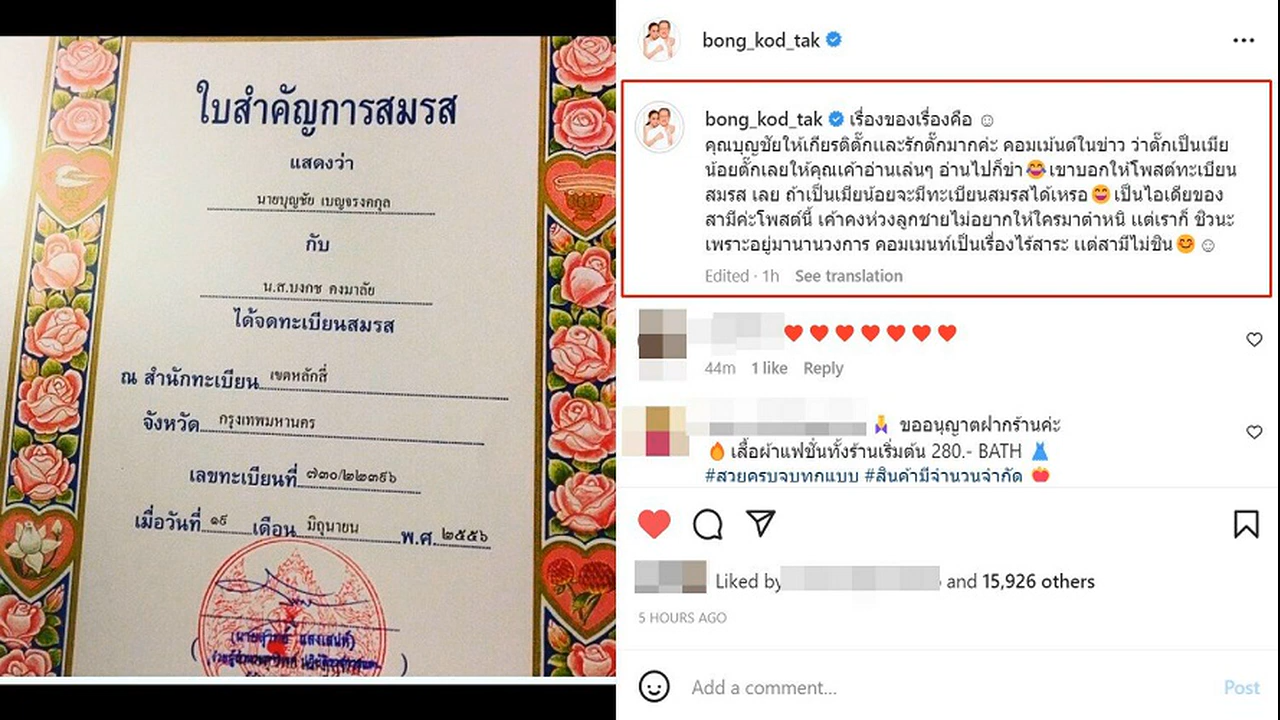 ใบสำคัญการสมรส
แสดงว่า
นายบุญชัย เบญจรงคกุล
กับ
น.ส.บงกช คงมาลัย
ได้จดทะเบียนสมรส
ณ สำนักทะเบียน เขตหลักสี่
จังหวัด กรุงเทพมหานคร
เลขทะเบียนที่ ๗๓๐/๒๒๓๙๖
เมื่อวันที่ ๑๙ เดือน มิถุนายน พ.ศ. ๒๕๕๖
bong_kod_tak
bong_kod_tak เรื่องของเรื่องคือ ☺
คุณบุญชัยให้เกียรติตั๊กและรักตั๊กมากค่ะ คอมเม้นต์ในข่าว ว่าตั๊กเป็นเมีย
น้อยตั๊กเลยให้คุณเค้าอ่านเล่นๆ อ่านไปก็ขำ😂เขาบอกให้โพสต์ทะเบียน
สมรส เลย ถ้าเป็นเมียน้อยจะมีทะเบียนสมรสได้เหรอ😄เป็นไอเดียของ
สามีค่ะโพสต์นี้ เค้าคงห่วงลูกชายไม่อยากให้ใครมาตำหนิ แต่เราก็ ชิวนะ
เพราะอยู่มานานวงการ คอมเมนท์เป็นเรื่องไร้สาระ แต่สามีไม่ชิน😊☺
Edited · 1h See translation
❤️❤️❤️❤️❤️❤️❤️
44m 1 like Reply
🙏 ขออนุญาตฝากร้านค่ะ
🔥เสื้อผ้าแฟชั่นทั้งร้านเริ่มต้น 280.- BATH 👗
#สวยครบจบทุกแบบ #สินค้ามีจำนวนจำกัด
Liked by and 15,926 others
5 HOURS AGO
Add a comment...
Post